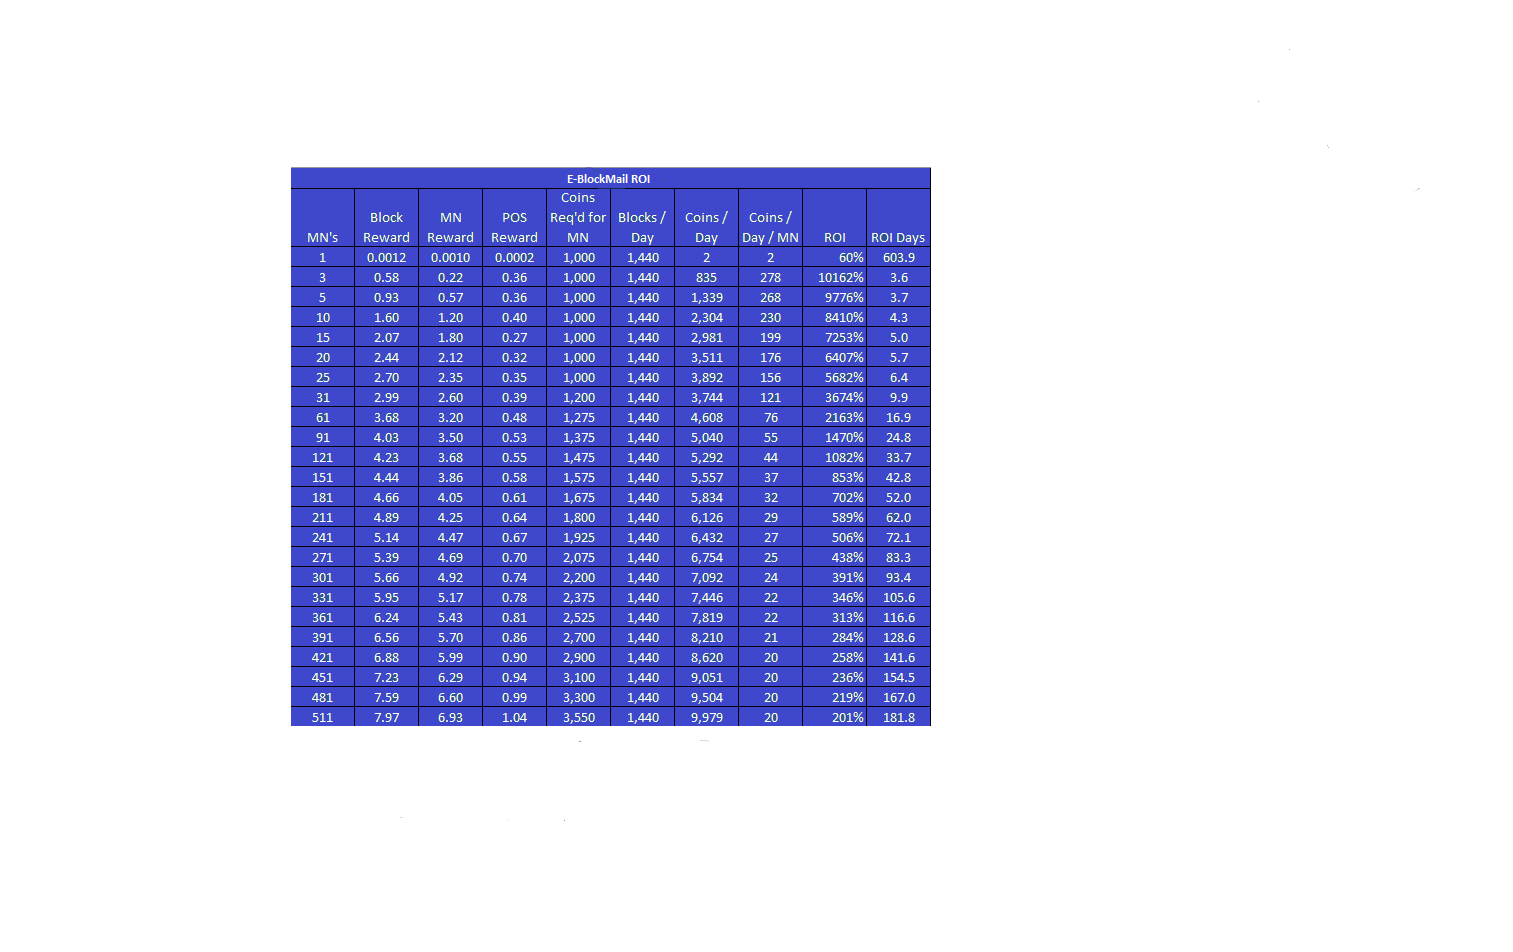 E-BlockMail ROI
MN's Block Reward MN Reward POS Reward Coins Req'd for MN Blocks / Day Coins / Day Coins / Day / MN ROI ROI Days
1 0.0012 0.0010 0.0002 1,000 1,440 2 2 60% 603.9
3 0.58 0.22 0.36 1,000 1,440 835 278 10162% 3.6
5 0.93 0.57 0.36 1,000 1,440 1,339 268 9776% 3.7
10 1.60 1.20 0.40 1,000 1,440 2,304 230 8410% 4.3
15 2.07 1.80 0.27 1,000 1,440 2,981 199 7253% 5.0
20 2.44 2.12 0.32 1,000 1,440 3,511 176 6407% 5.7
25 2.70 2.35 0.35 1,000 1,440 3,892 156 5682% 6.4
31 2.99 2.60 0.39 1,200 1,440 3,744 121 3674% 9.9
61 3.68 3.20 0.48 1,275 1,440 4,608 76 2163% 16.9
91 4.03 3.50 0.53 1,375 1,440 5,040 55 1470% 24.8
121 4.23 3.68 0.55 1,475 1,440 5,292 44 1082% 33.7
151 4.44 3.86 0.58 1,575 1,440 5,557 37 853% 42.8
181 4.66 4.05 0.61 1,675 1,440 5,834 32 702% 52.0
211 4.89 4.25 0.64 1,800 1,440 6,126 29 589% 62.0
241 5.14 4.47 0.67 1,925 1,440 6,432 27 506% 72.1
271 5.39 4.69 0.70 2,075 1,440 6,754 25 438% 83.3
301 5.66 4.92 0.74 2,200 1,440 7,092 24 391% 93.4
331 5.95 5.17 0.78 2,375 1,440 7,446 22 346% 105.6
361 6.24 5.43 0.81 2,525 1,440 7,819 22 313% 116.6
391 6.56 5.70 0.86 2,700 1,440 8,210 21 284% 128.6
421 6.88 5.99 0.90 2,900 1,440 8,620 20 258% 141.6
451 7.23 6.29 0.94 3,100 1,440 9,051 20 236% 154.5
481 7.59 6.60 0.99 3,300 1,440 9,504 20 219% 167.0
511 7.97 6.93 1.04 3,550 1,440 9,979 20 201% 181.8